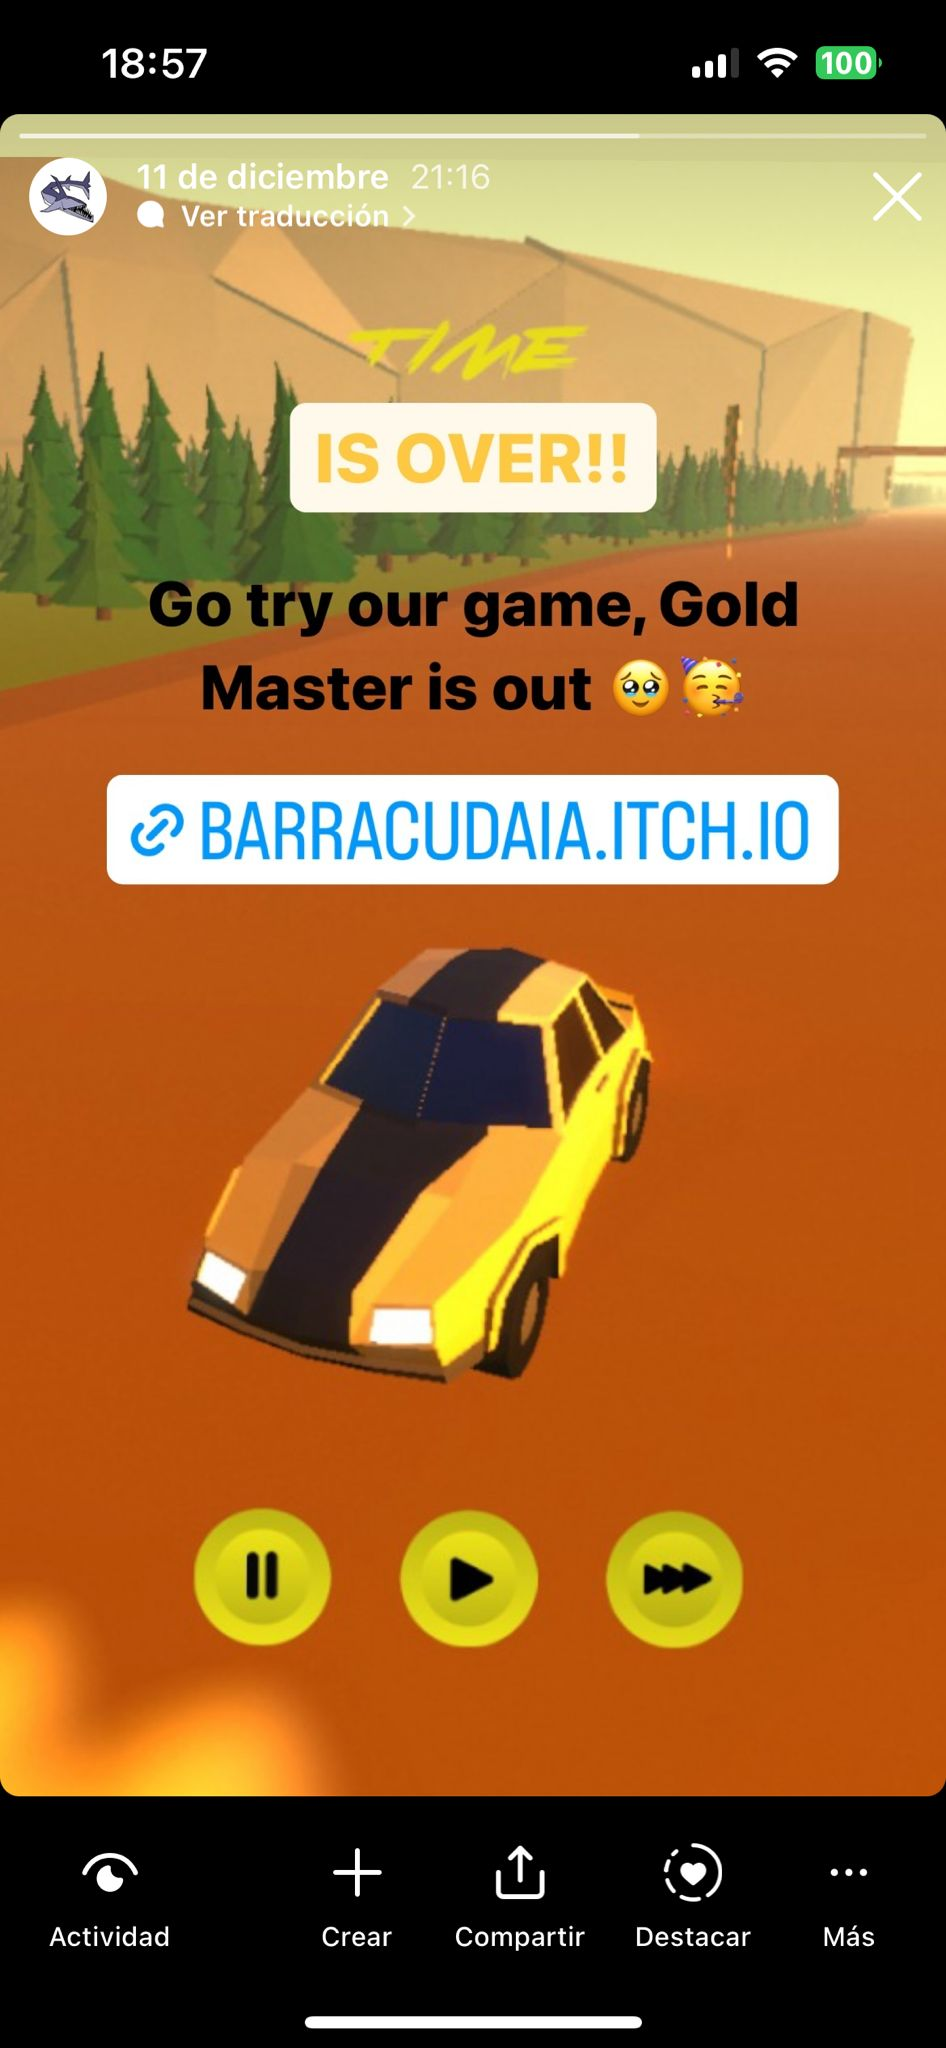 18:57
100
11 de diciembre 21:16
Ver traducción
TIME
IS OVER!!
Go try our game, Gold
Master is out 🥹🥳
BARRACUDAIA.ITCH.IO
Actividad
Crear
Compartir
Destacar
Más